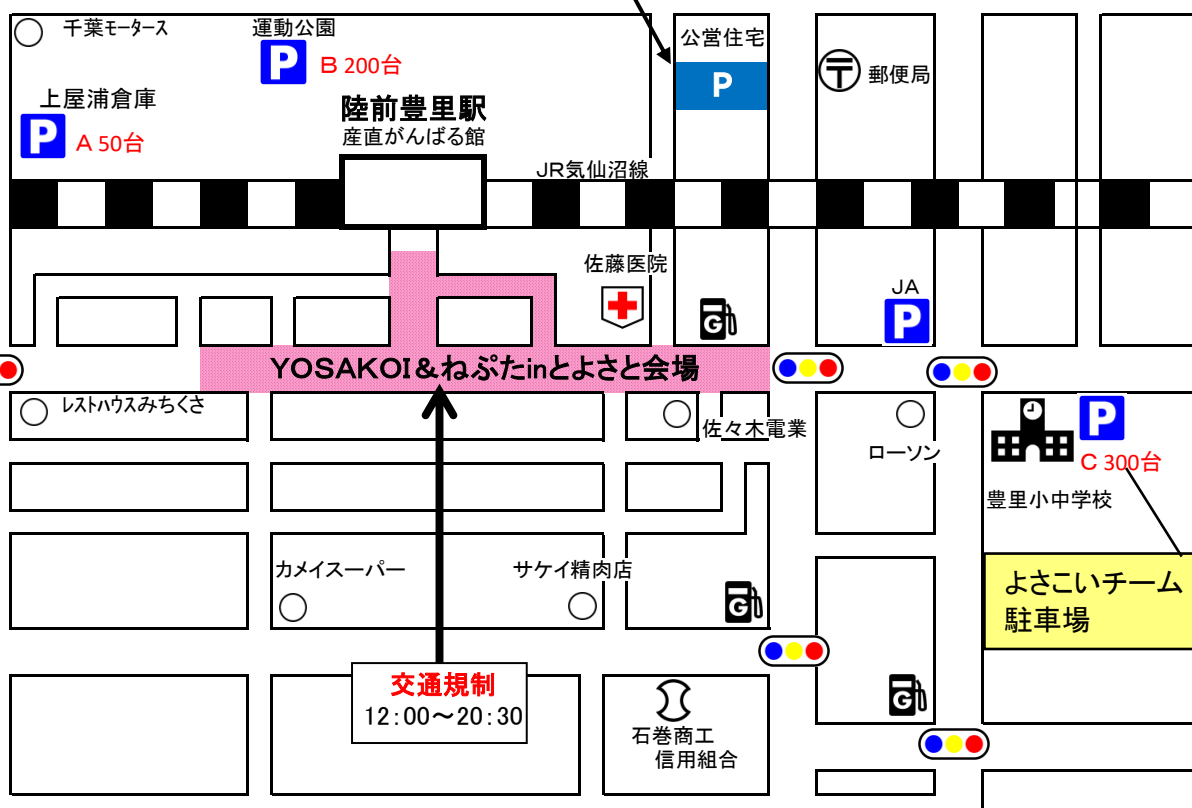 千葉モータース
運動公園
公営住宅
P
B 200台
P
〒
郵便局
上屋浦倉庫
P
A 50台
陸前豊里駅
産直がんばる館
JR気仙沼線
佐藤医院
G
JA
P
YOSAKOI&ねぷたinとよさと会場
レストハウスみちくさ
佐々木電業
ローソン
P
C 300台
豊里小中学校
カメイスーパー
サケイ精肉店
G
よさこいチーム
駐車場
交通規制
12:00～20:30
G
石巻商工
信用組合